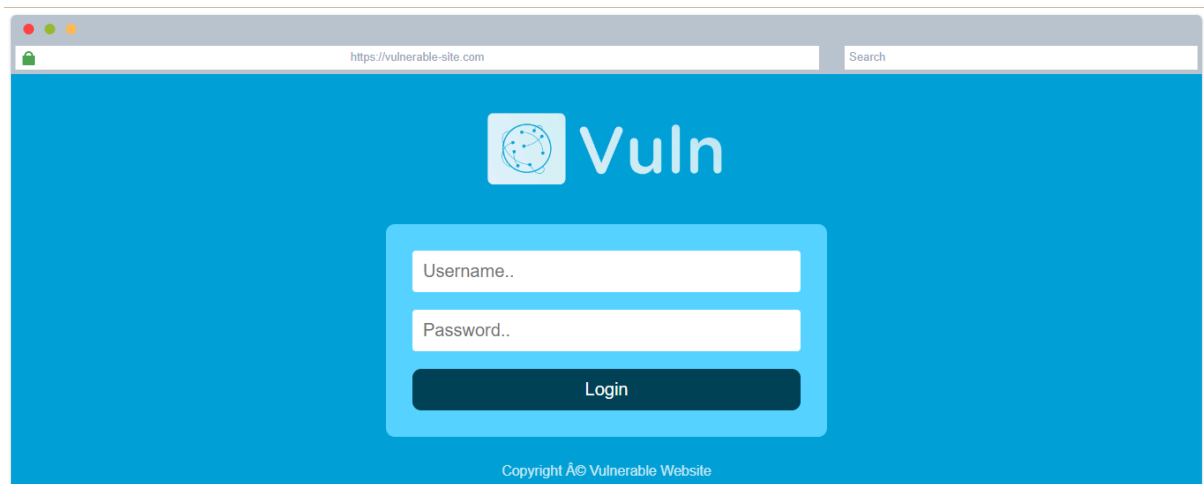 https://vulnerable-site.com
Search
Vuln
Username..
Password..
Login
Copyright Â© Vulnerable Website